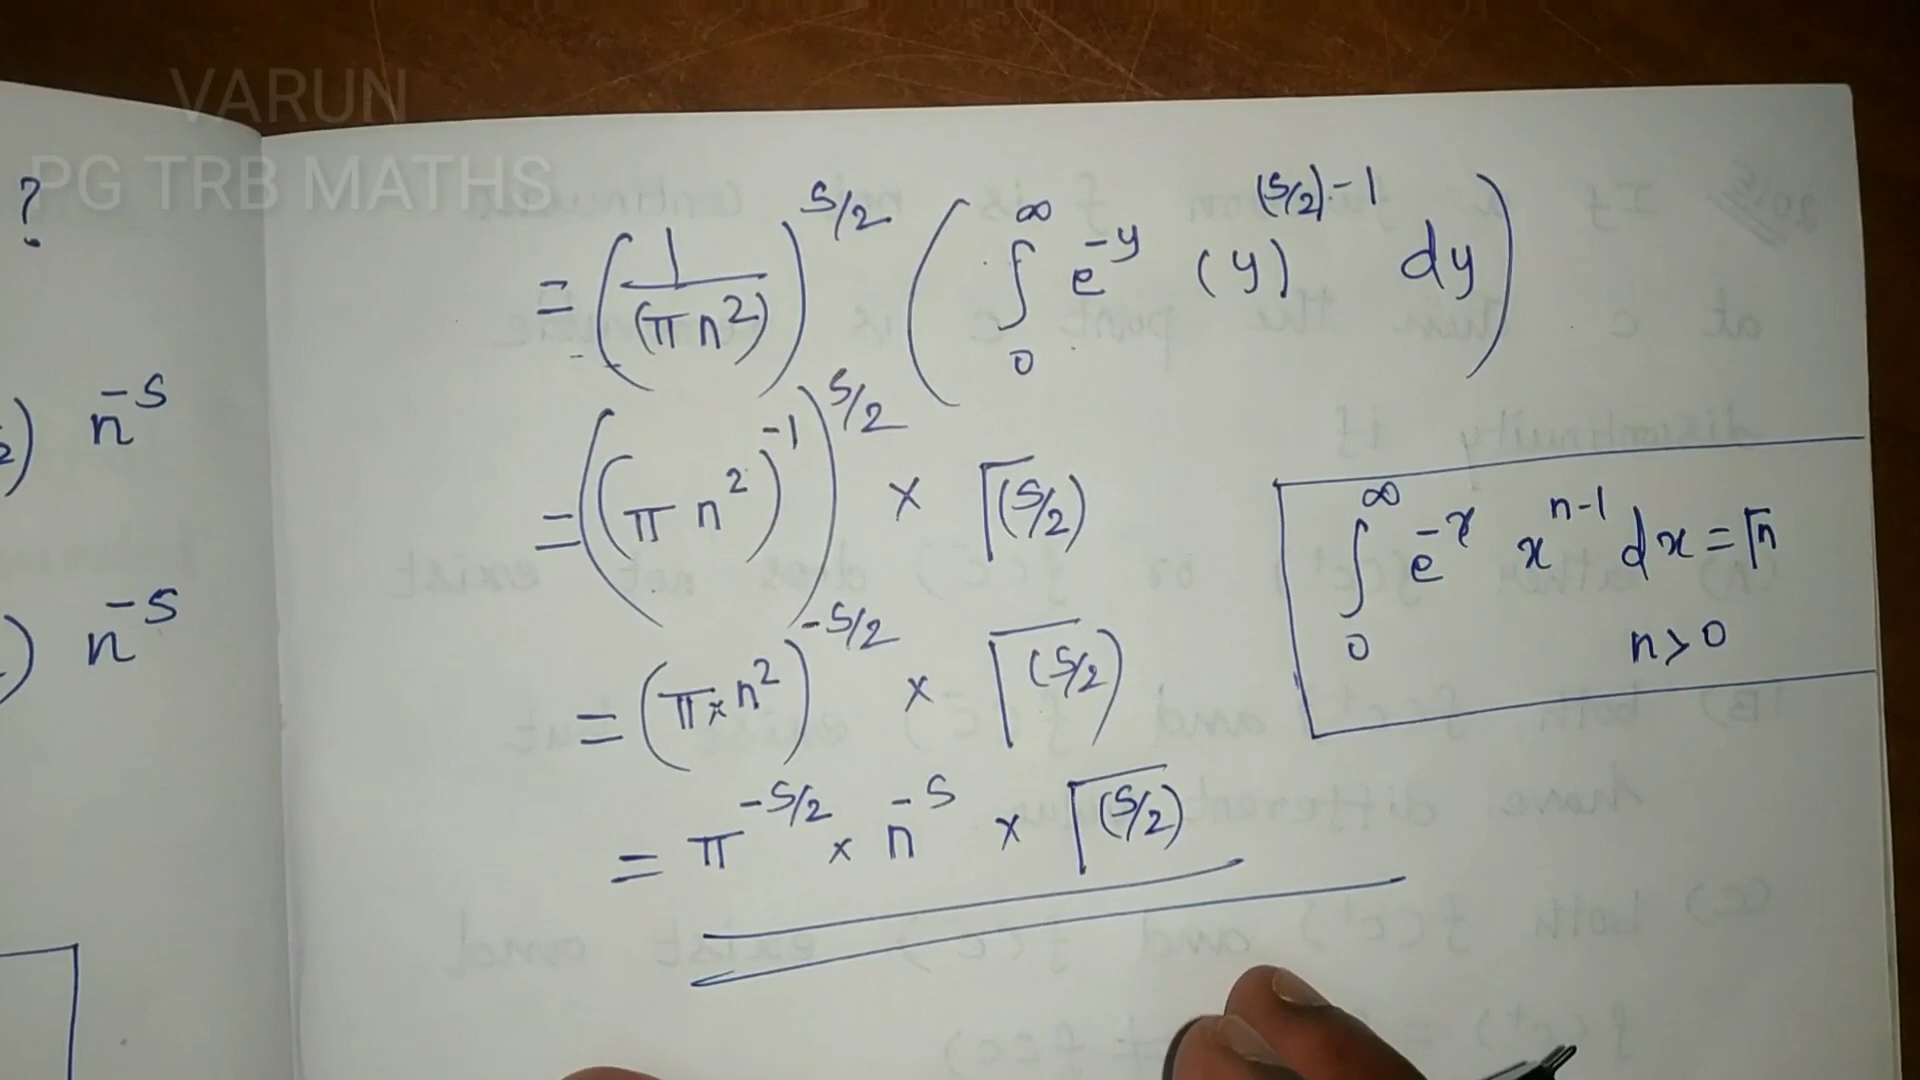 VARUN
PG TRB MATHS
?
n^{-s}
n^{-s}
= (1/(πn²))^{s/2} (∫₀^∞ e^{-y} (y)^{(s/2)-1} dy)
= ((πn²)^{-1})^{s/2} × Γ(s/2)
= (π×n²)^{-s/2} × Γ(s/2)
= π^{-s/2} × n^{-s} × Γ(s/2)
∫₀^∞ e^{-x} x^{n-1} dx = Γn
n>0